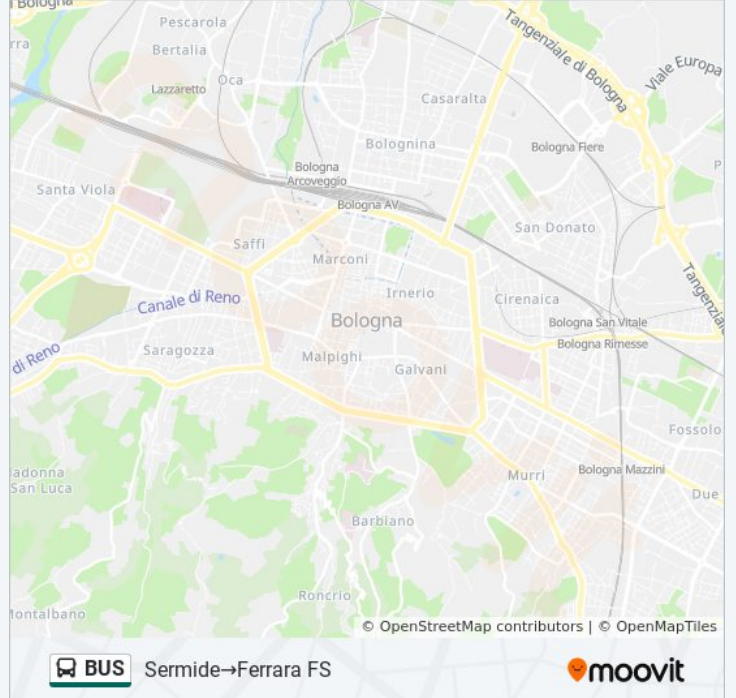 i Bologna
Pescarola
Tangenziale di Bologna
Viale Europa
Bertalia
rra
Oca
Lazzaretto
Casaralta
Bolognina
Bologna Fiere
Bologna
Arcoveggio
P
Santa Viola
Bologna AV
San Donato
Saffi
Marconi
Tangenziale
Irnerio
Cirenaica
Canale di Reno
Bologna
Bologna San Vitale
Bologna Rimesse
di Reno
Saragozza
Malpighi
Galvani
Fossolo
adonna
San Luca
Murri
Bologna Mazzini
Due
Barbiano
Roncrio
Montalbano
© OpenStreetMap contributors | © OpenMapTiles
BUS Sermide→Ferrara FS
moovit